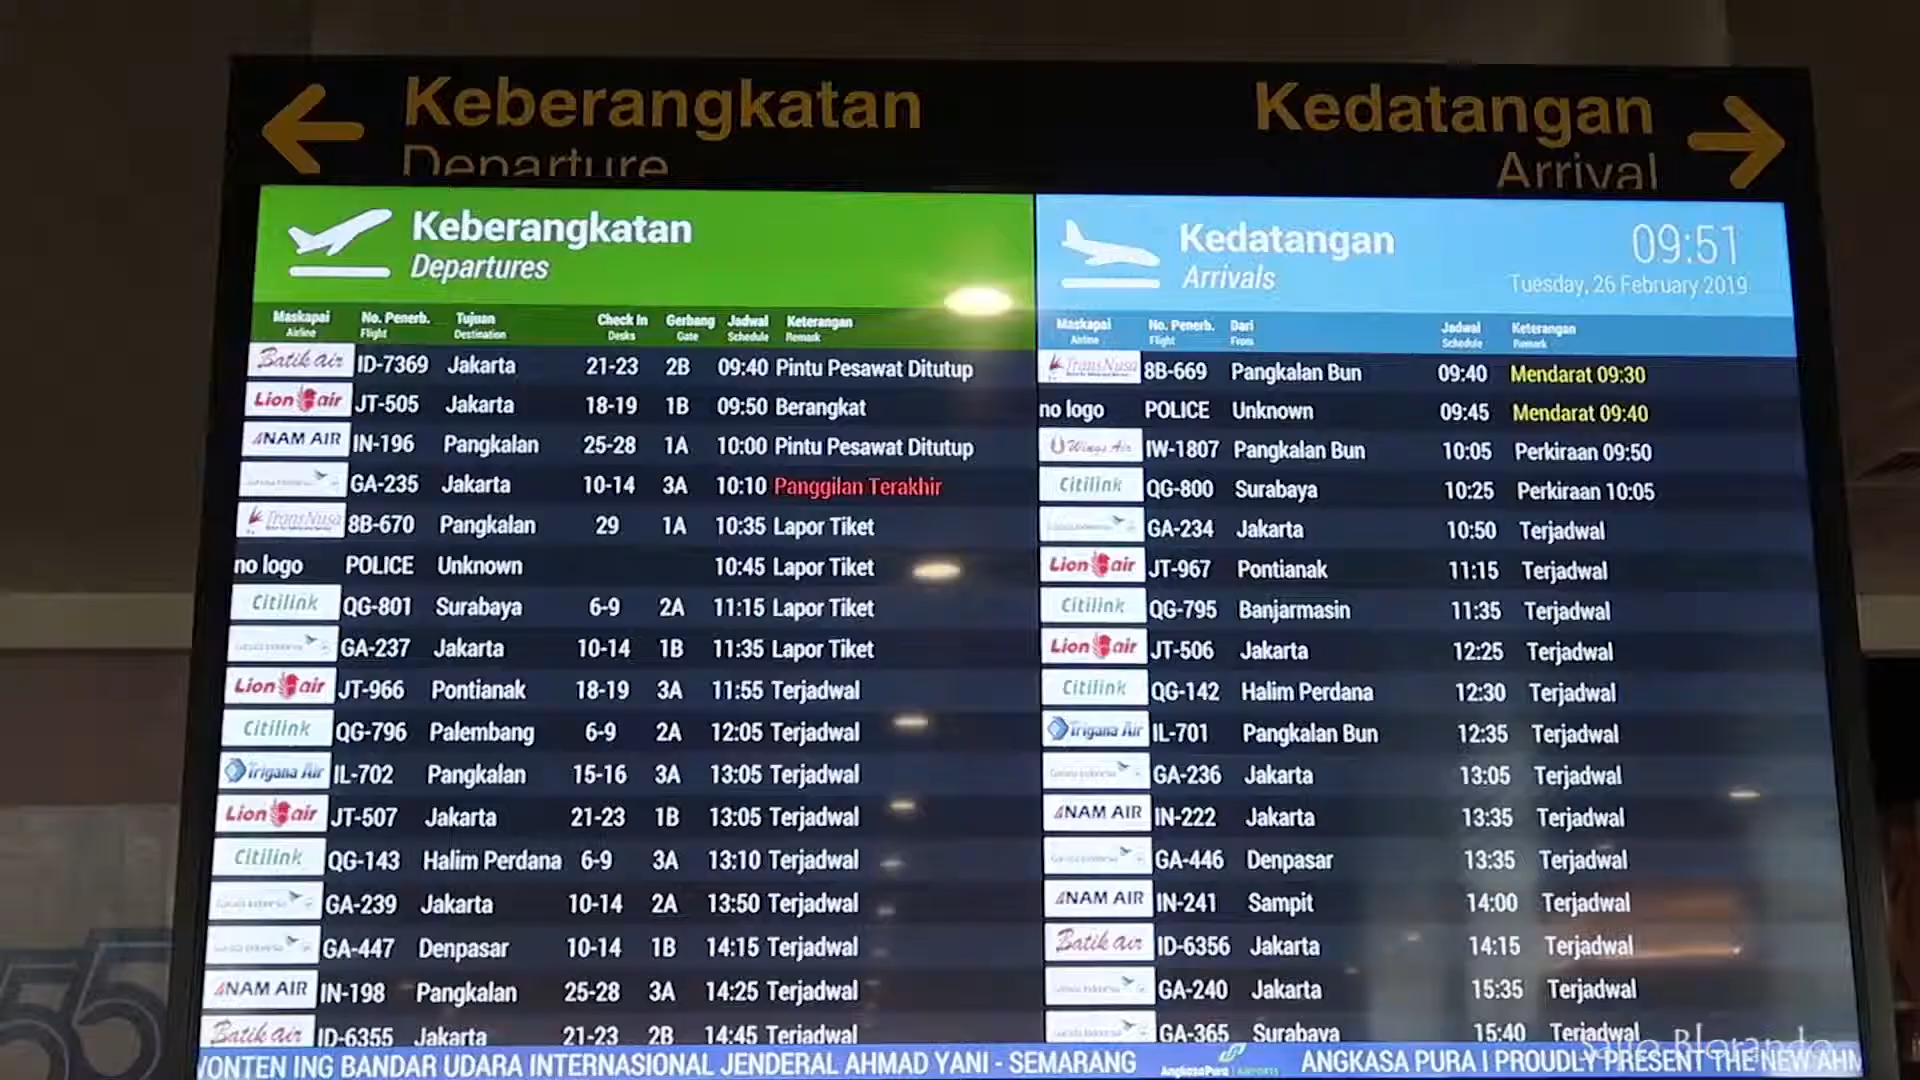 Keberangkatan
Departure
Kedatangan
Arrival
Keberangkatan
Departures
Maskapai No. Penerb. Tujuan Check In Gerbang Jadwal Keterangan
Airline Flight Destination Desks Gate Schedule Remark
Batik air ID-7369 Jakarta 21-23 2B 09:40 Pintu Pesawat Ditutup
Lion air JT-505 Jakarta 18-19 1B 09:50 Berangkat
NAM AIR IN-196 Pangkalan 25-28 1A 10:00 Pintu Pesawat Ditutup
GA-235 Jakarta 10-14 3A 10:10 Panggilan Terakhir
TransNusa 8B-670 Pangkalan 29 1A 10:35 Lapor Tiket
no logo POLICE Unknown 10:45 Lapor Tiket
Citilink QG-801 Surabaya 6-9 2A 11:15 Lapor Tiket
GA-237 Jakarta 10-14 1B 11:35 Lapor Tiket
Lion air JT-966 Pontianak 18-19 3A 11:55 Terjadwal
Citilink QG-796 Palembang 6-9 2A 12:05 Terjadwal
Trigana Air IL-702 Pangkalan 15-16 3A 13:05 Terjadwal
Lion air JT-507 Jakarta 21-23 1B 13:05 Terjadwal
Citilink QG-143 Halim Perdana 6-9 3A 13:10 Terjadwal
GA-239 Jakarta 10-14 2A 13:50 Terjadwal
GA-447 Denpasar 10-14 1B 14:15 Terjadwal
NAM AIR IN-198 Pangkalan 25-28 3A 14:25 Terjadwal
Batik air ID-6355 Jakarta 21-23 2B 14:45 Terjadwal
Kedatangan
Arrivals
09:51
Tuesday, 26 February 2019
Maskapai No. Penerb. Dari Jadwal Keterangan
Airline Flight From Schedule Remark
TransNusa 8B-669 Pangkalan Bun 09:40 Mendarat 09:30
no logo POLICE Unknown 09:45 Mendarat 09:40
Wings Air IW-1807 Pangkalan Bun 10:05 Perkiraan 09:50
Citilink QG-800 Surabaya 10:25 Perkiraan 10:05
GA-234 Jakarta 10:50 Terjadwal
Lion air JT-967 Pontianak 11:15 Terjadwal
Citilink QG-795 Banjarmasin 11:35 Terjadwal
Lion air JT-506 Jakarta 12:25 Terjadwal
Citilink QG-142 Halim Perdana 12:30 Terjadwal
Trigana Air IL-701 Pangkalan Bun 12:35 Terjadwal
GA-236 Jakarta 13:05 Terjadwal
NAM AIR IN-222 Jakarta 13:35 Terjadwal
GA-446 Denpasar 13:35 Terjadwal
NAM AIR IN-241 Sampit 14:00 Terjadwal
Batik air ID-6356 Jakarta 14:15 Terjadwal
GA-240 Jakarta 15:35 Terjadwal
GA-365 Surabaya 15:40 Terjadwal
WONTEN ING BANDAR UDARA INTERNASIONAL JENDERAL AHMAD YANI - SEMARANG AngkasaPura AIRPORTS ANGKASA PURA I PROUDLY PRESENT THE NEW AHM
55